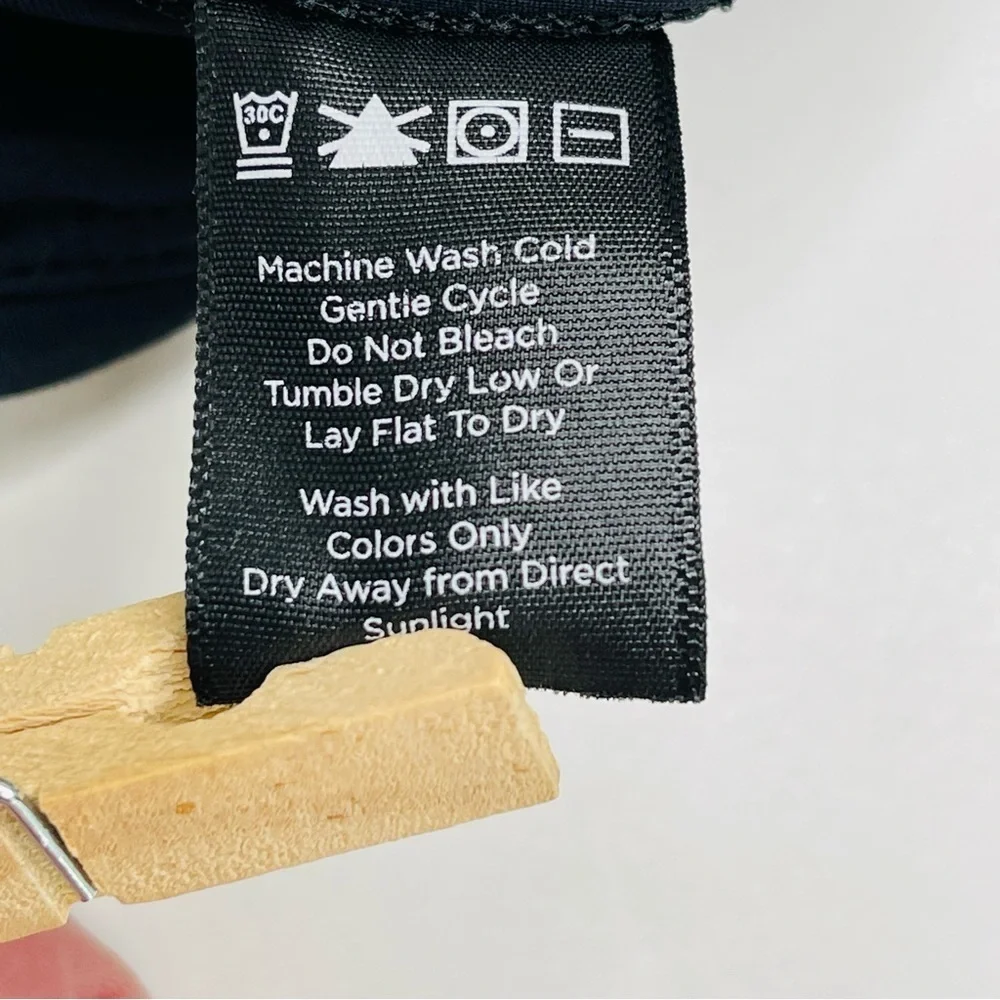 30C
Machine Wash Cold
Gentle Cycle
Do Not Bleach
Tumble Dry Low Or
Lay Flat To Dry
Wash with Like
Colors Only
Dry Away from Direct
Sunlight